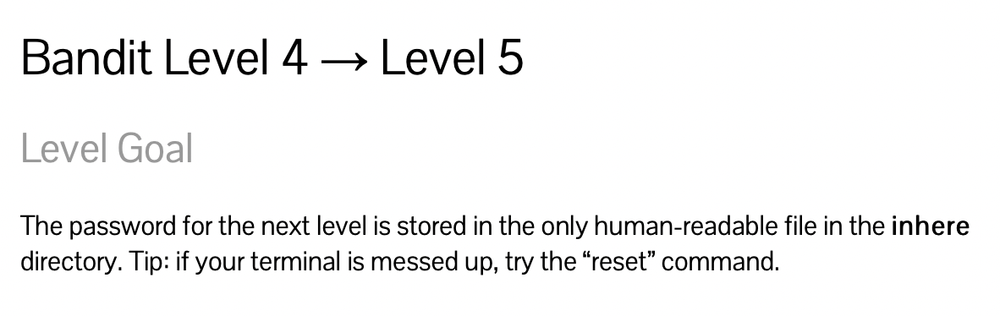 Bandit Level 4 → Level 5
Level Goal
The password for the next level is stored in the only human-readable file in the inhere
directory. Tip: if your terminal is messed up, try the “reset” command.